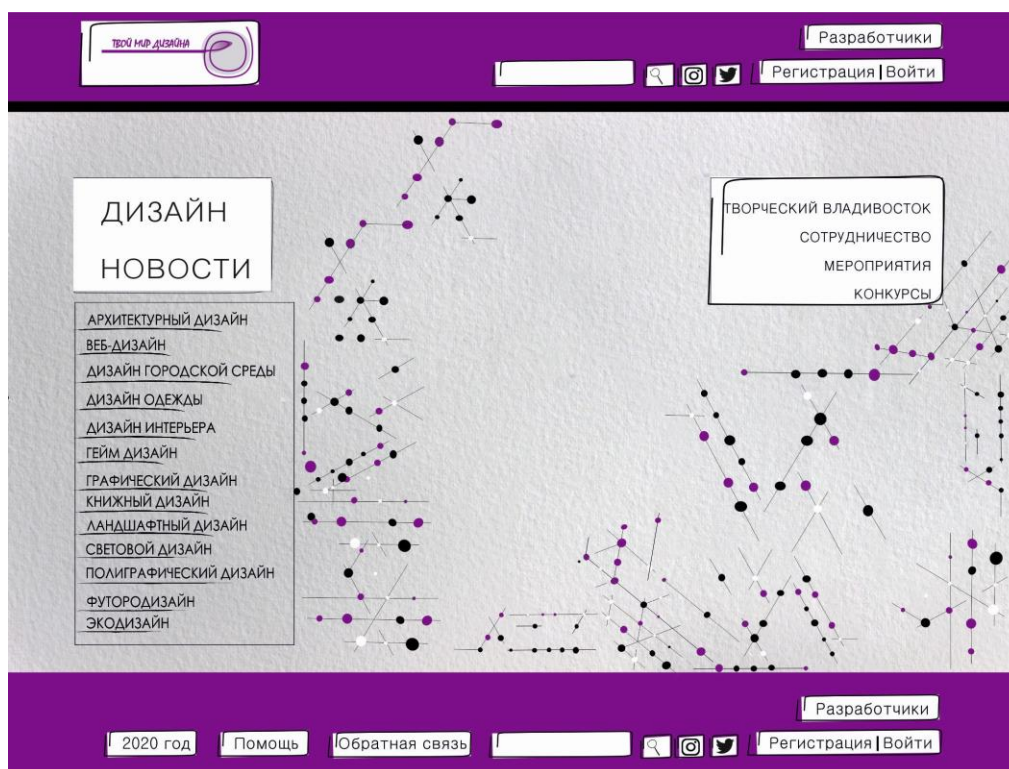 ТВОЙ МИР ДИЗАЙНА
Разработчики
Регистрация|Войти
ДИЗАЙН
НОВОСТИ
ТВОРЧЕСКИЙ ВЛАДИВОСТОК
СОТРУДНИЧЕСТВО
МЕРОПРИЯТИЯ
КОНКУРСЫ
АРХИТЕКТУРНЫЙ ДИЗАЙН
ВЕБ-ДИЗАЙН
ДИЗАЙН ГОРОДСКОЙ СРЕДЫ
ДИЗАЙН ОДЕЖДЫ
ДИЗАЙН ИНТЕРЬЕРА
ГЕЙМ ДИЗАЙН
ГРАФИЧЕСКИЙ ДИЗАЙН
КНИЖНЫЙ ДИЗАЙН
ЛАНДШАФТНЫЙ ДИЗАЙН
СВЕТОВОЙ ДИЗАЙН
ПОЛИГРАФИЧЕСКИЙ ДИЗАЙН
ФУТОРОДИЗАЙН
ЭКОДИЗАЙН
Разработчики
2020 год
Помощь
Обратная связь
Регистрация|Войти